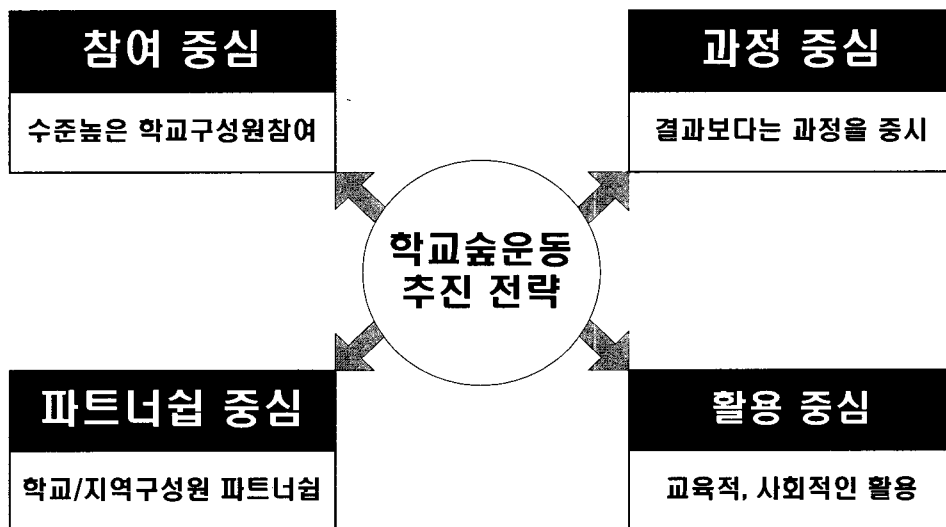 참여 중심
수준높은 학교구성원참여
과정 중심
결과보다는 과정을 중시
학교숲운동
추진 전략
파트너쉽 중심
학교/지역구성원 파트너쉽
활용 중심
교육적, 사회적인 활용